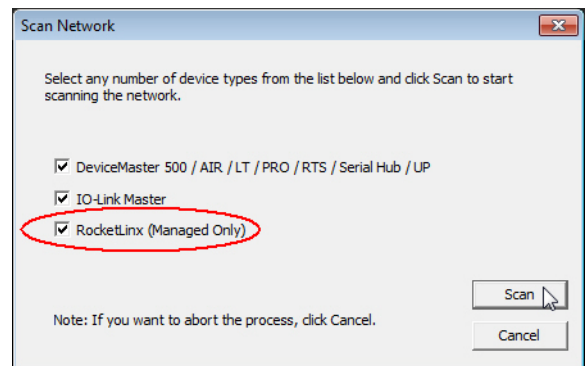 Scan Network
Select any number of device types from the list below and click Scan to start
scanning the network.
DeviceMaster 500 / AIR / LT / PRO / RTS / Serial Hub / UP
IO-Link Master
RocketLinx (Managed Only)
Scan
Note: If you want to abort the process, click Cancel.
Cancel